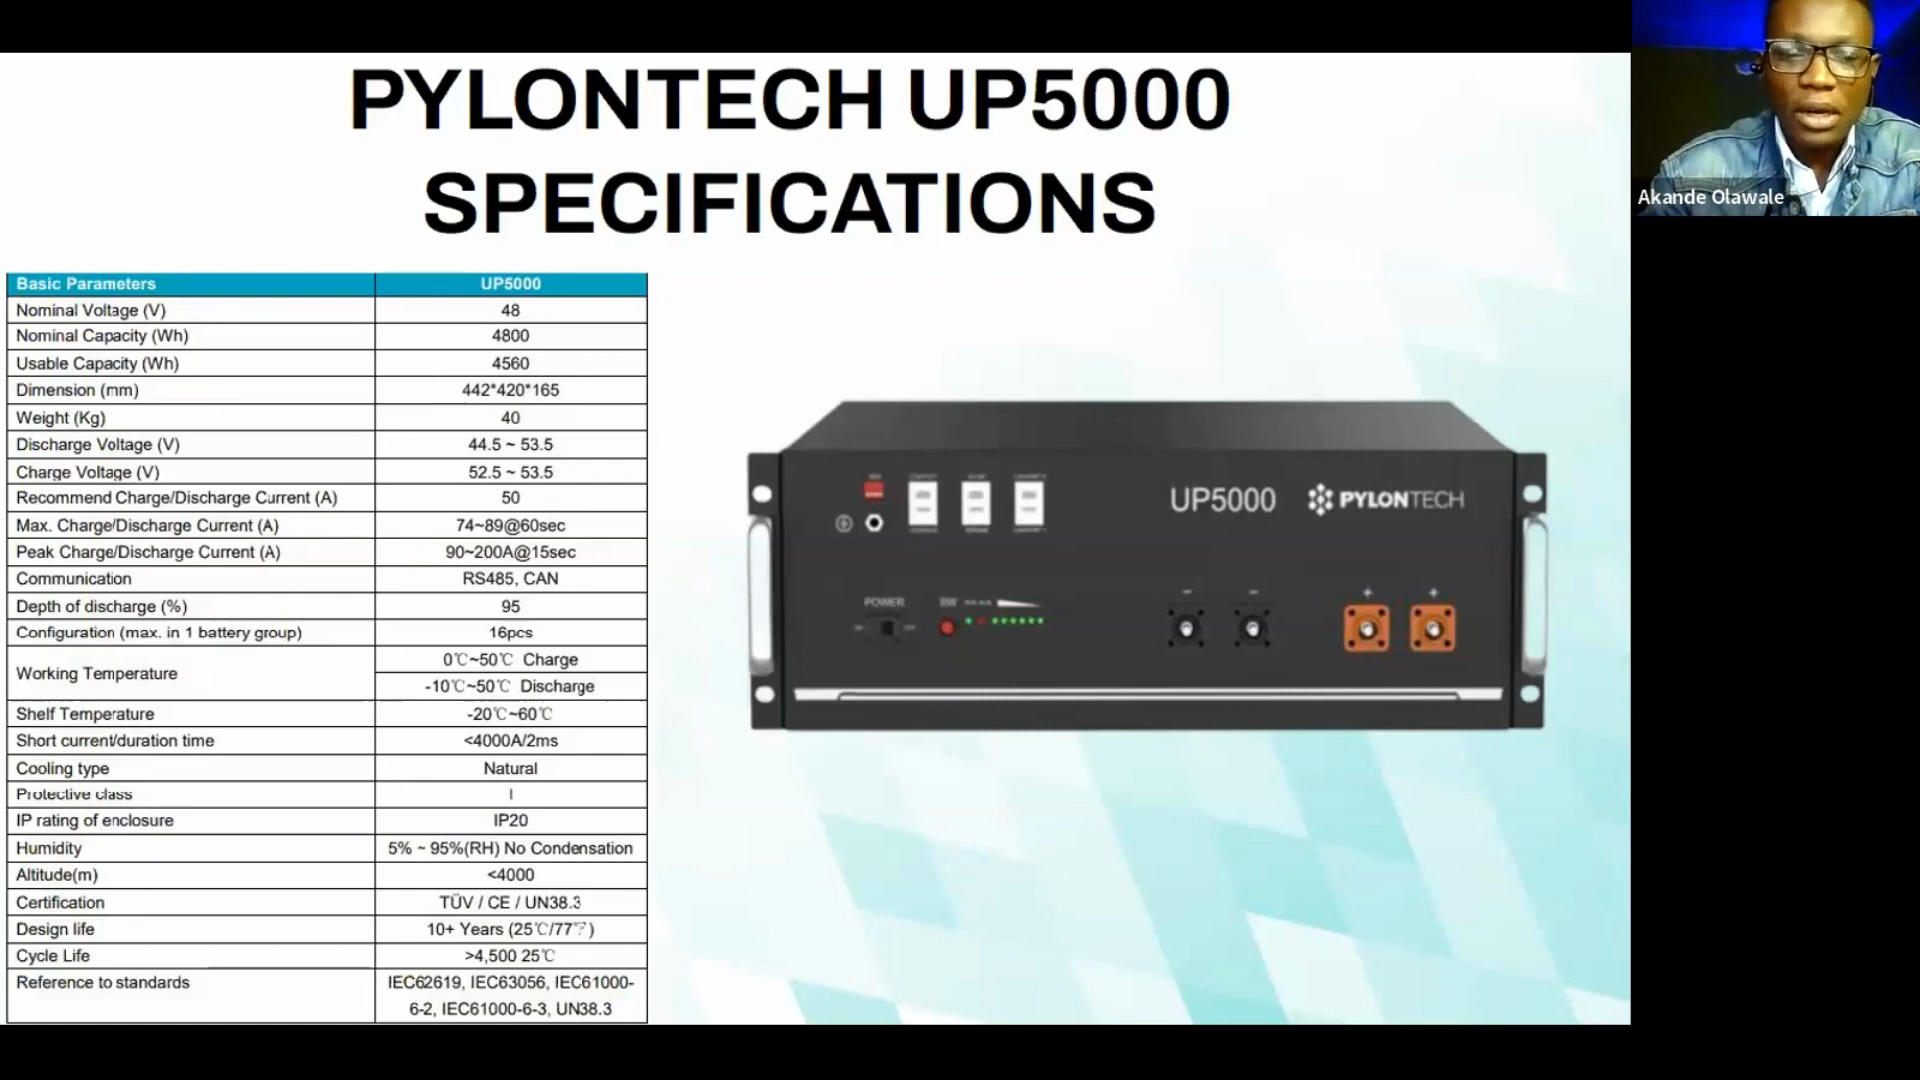 PYLONTECH UP5000
SPECIFICATIONS
Akande Olawale
Basic Parameters UP5000
Nominal Voltage (V) 48
Nominal Capacity (Wh) 4800
Usable Capacity (Wh) 4560
Dimension (mm) 442*420*165
Weight (Kg) 40
Discharge Voltage (V) 44.5 ~ 53.5
Charge Voltage (V) 52.5 ~ 53.5
Recommend Charge/Discharge Current (A) 50
Max. Charge/Discharge Current (A) 74~89@60sec
Peak Charge/Discharge Current (A) 90~200A@15sec
Communication RS485, CAN
Depth of discharge (%) 95
Configuration (max. in 1 battery group) 16pcs
Working Temperature 0℃~50℃ Charge
-10℃~50℃ Discharge
Shelf Temperature -20℃~60℃
Short current/duration time <4000A/2ms
Cooling type Natural
Protective class I
IP rating of enclosure IP20
Humidity 5% ~ 95%(RH) No Condensation
Altitude(m) <4000
Certification TÜV / CE / UN38.3
Design life 10+ Years (25℃/77℉)
Cycle Life >4,500 25℃
Reference to standards IEC62619, IEC63056, IEC61000-
6-2, IEC61000-6-3, UN38.3
UP5000 PYLONTECH
POWER SW